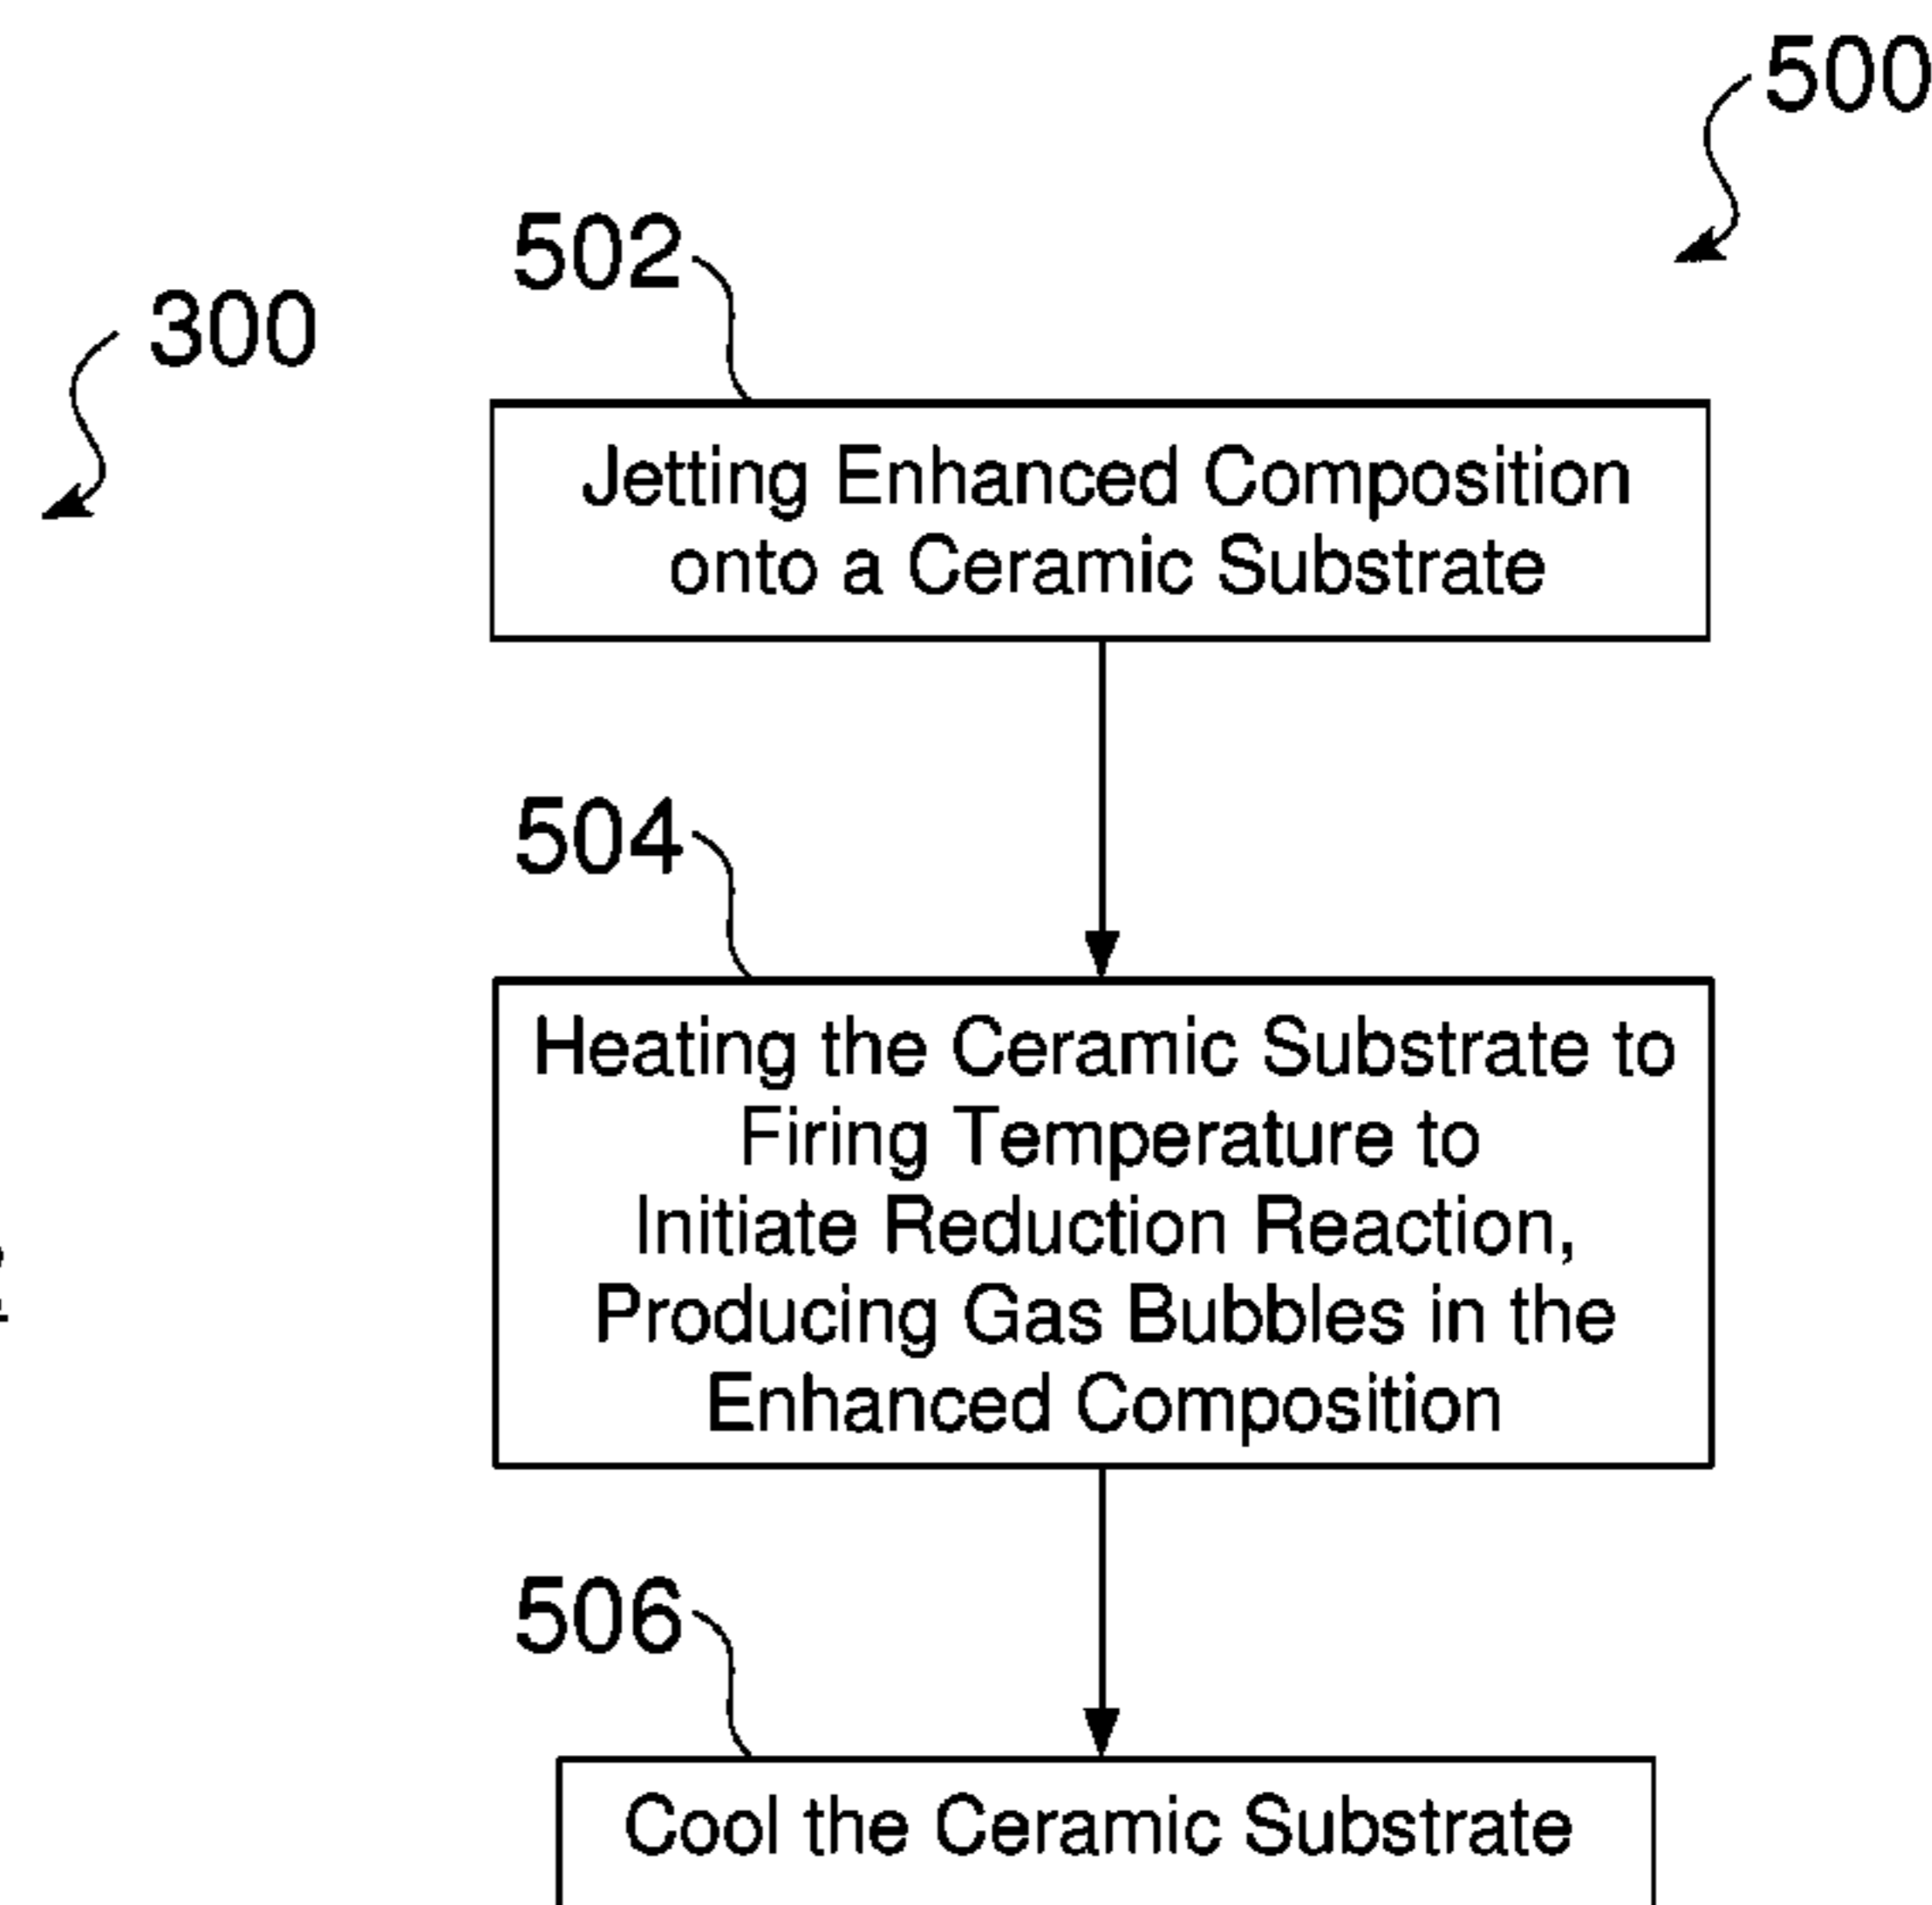 500
502
300
Jetting Enhanced Composition
onto a Ceramic Substrate
504
Heating the Ceramic Substrate to
Firing Temperature to
Initiate Reduction Reaction,
Producing Gas Bubbles in the
Enhanced Composition
506
Cool the Ceramic Substrate